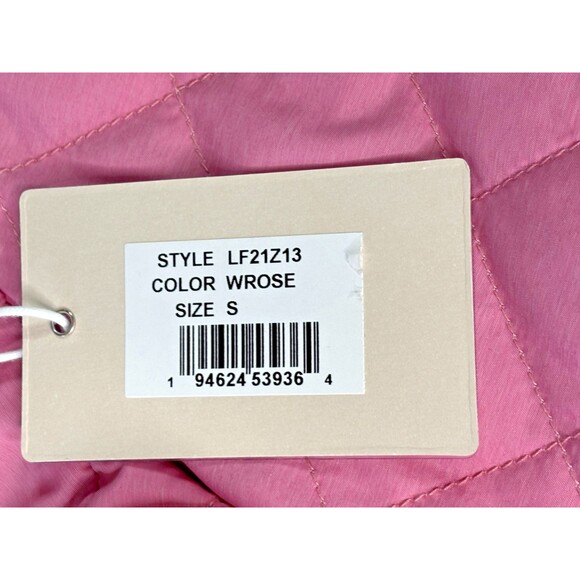 STYLE LF21Z13
COLOR WROSE
SIZE S
1 94624 53936 4